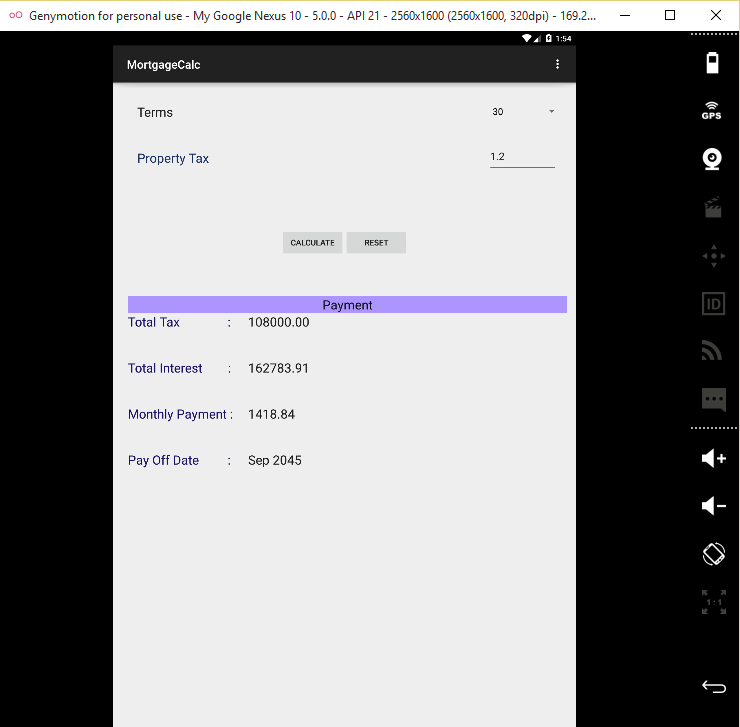 Genymotion for personal use - My Google Nexus 10 - 5.0.0 - API 21 - 2560x1600 (2560x1600, 320dpi) - 169.2...
1:54
MortgageCalc
GPS
Terms 30
Property Tax 1.2
CALCULATE RESET
ID
Payment
Total Tax : 108000.00
Total Interest : 162783.91
Monthly Payment : 1418.84
Pay Off Date : Sep 2045
1:1